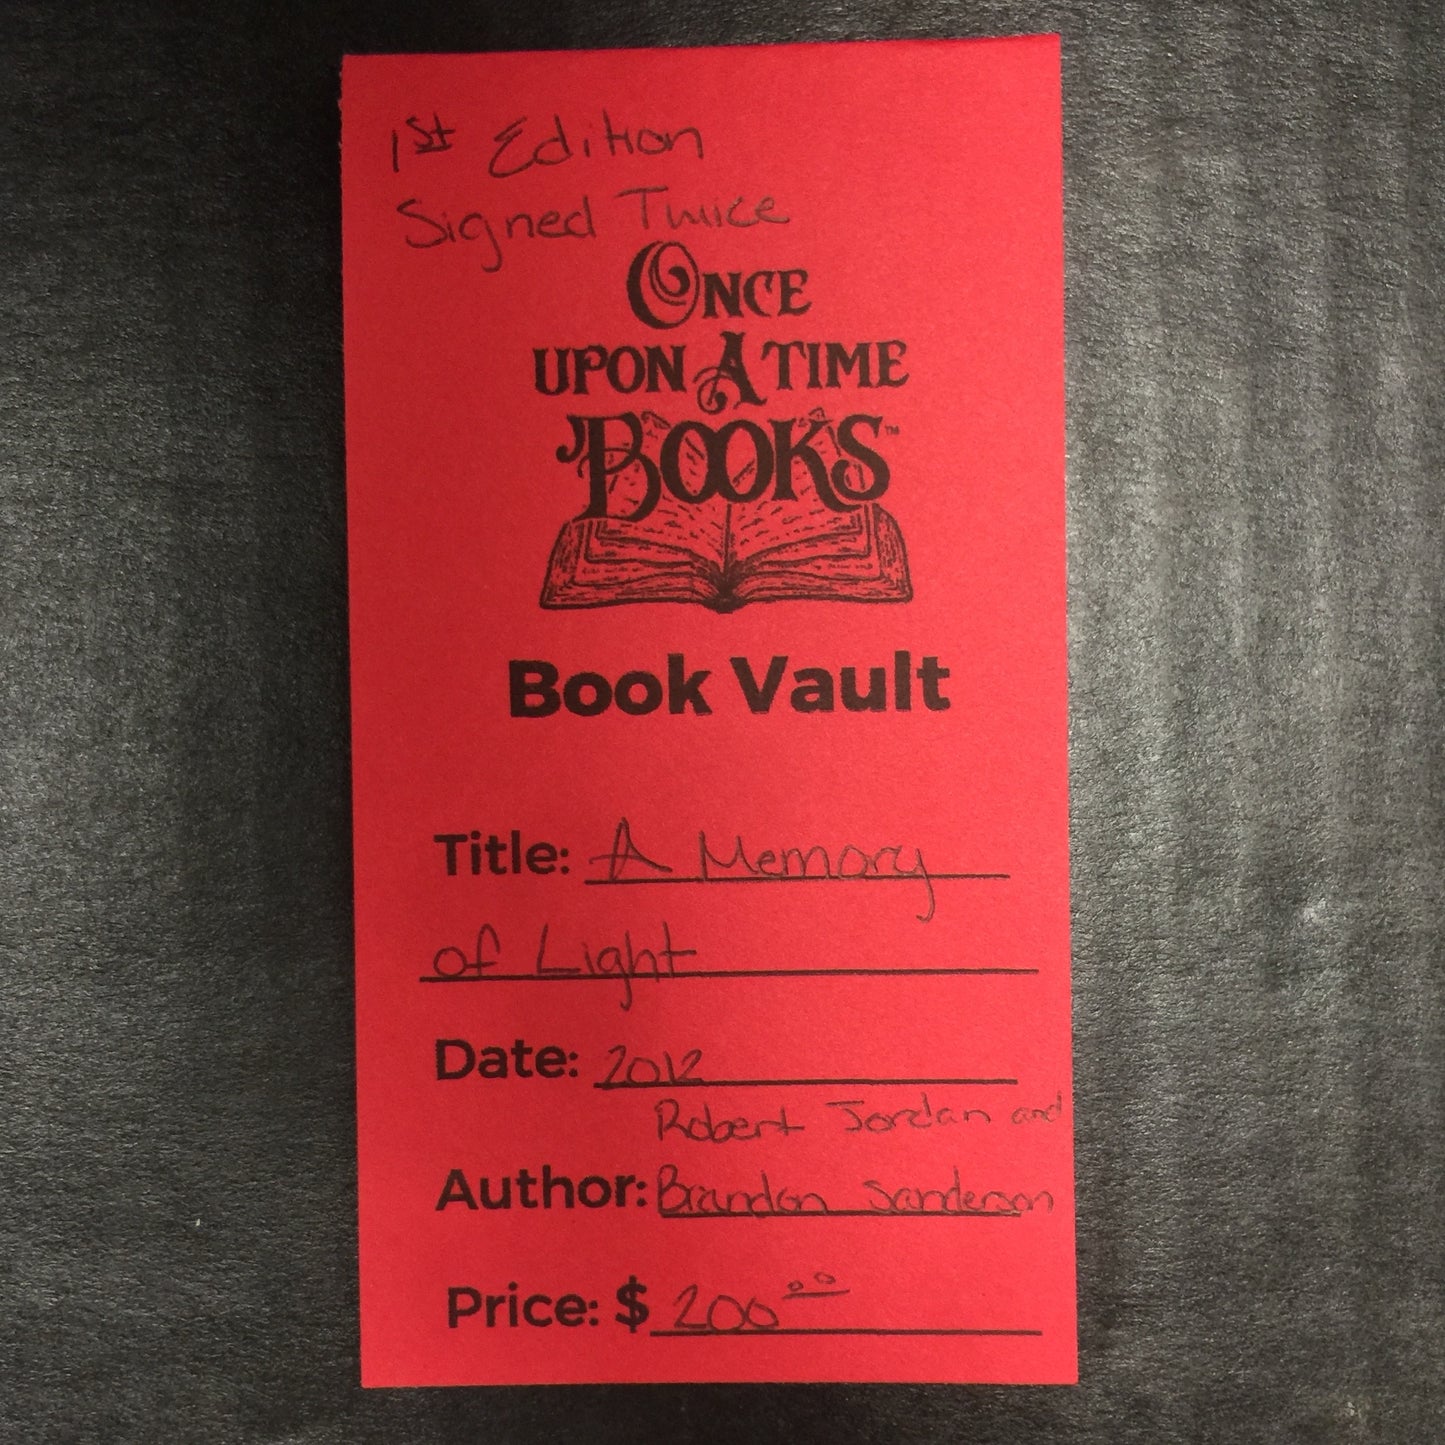 1st Edition
Signed Twice
ONCE
UPON A TIME
BOOKS™
Book Vault
Title: A Memory
of Light
Date: 2012
Robert Jordan and
Author: Brandon Sanderson
Price: $ 200 00